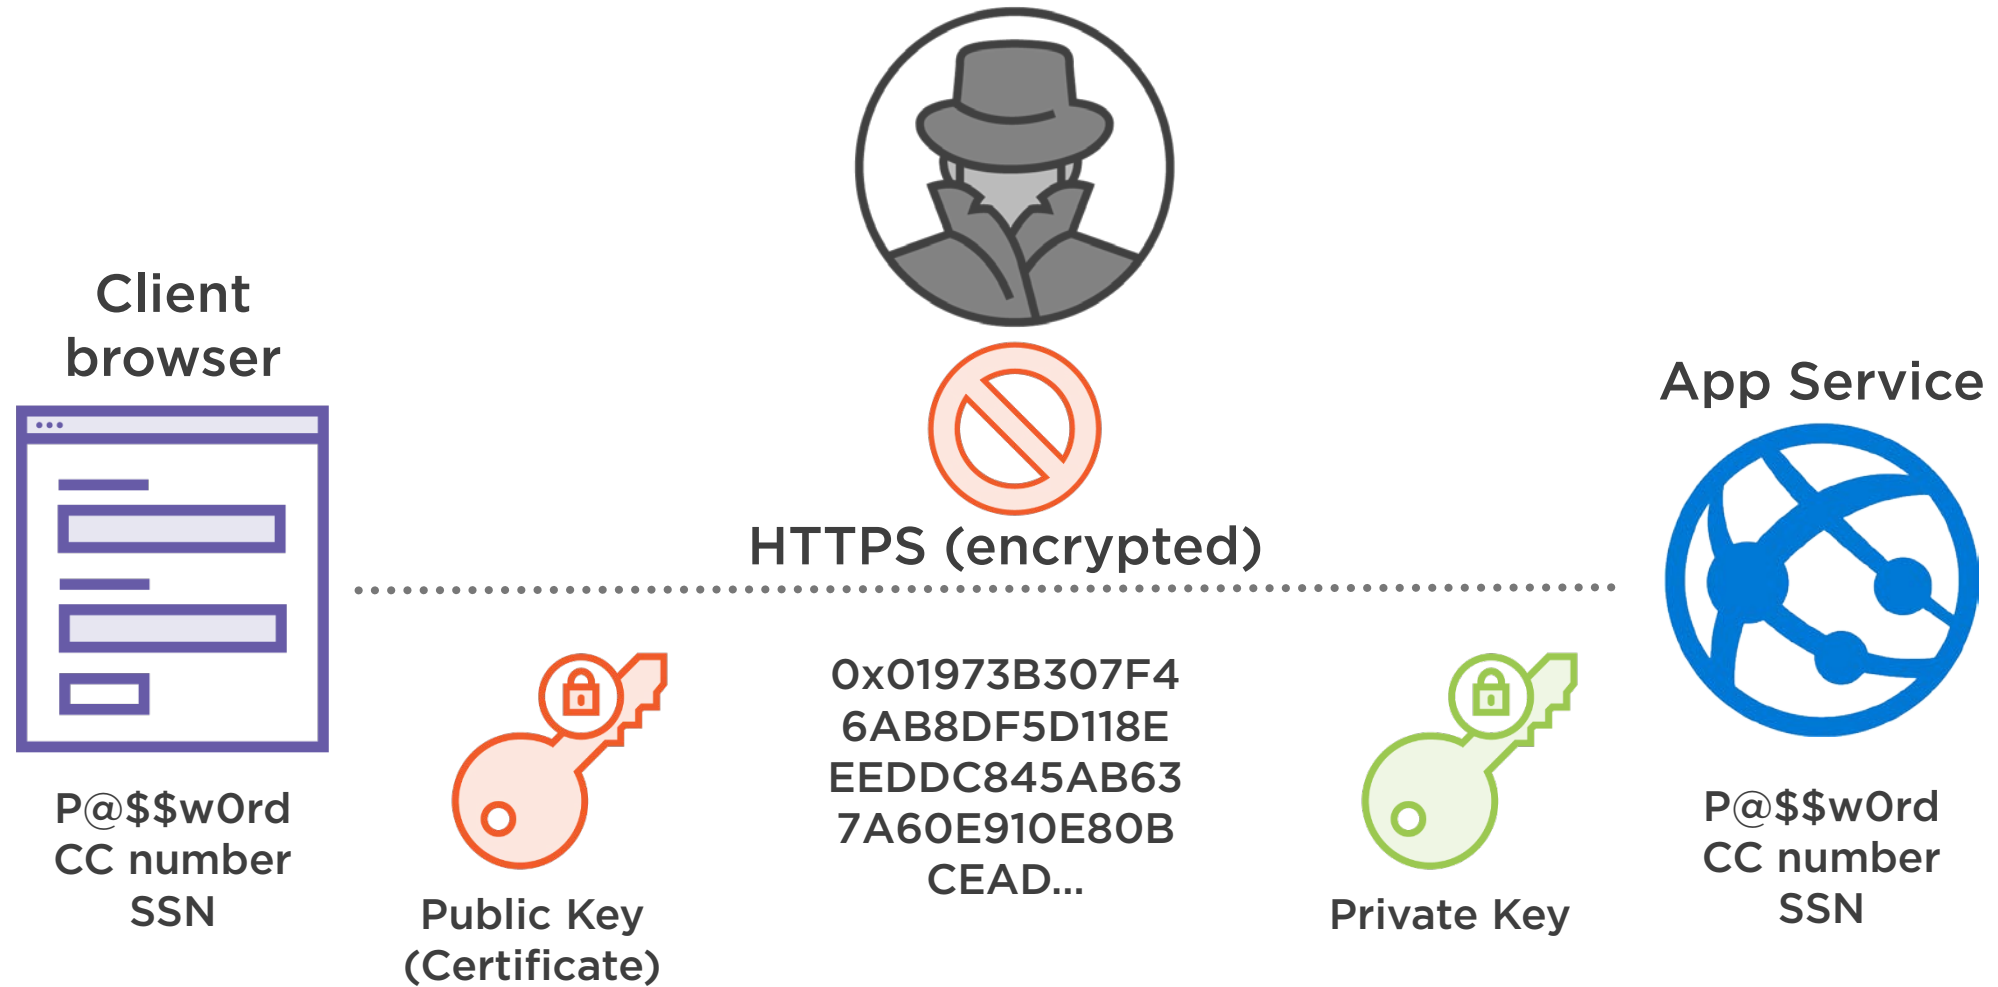 Client
browser
App Service
HTTPS (encrypted)
P@$$w0rd
CC number
SSN
Public Key
(Certificate)
0x01973B307F4
6AB8DF5D118E
EEDDC845AB63
7A60E910E80B
CEAD...
Private Key
P@$$w0rd
CC number
SSN